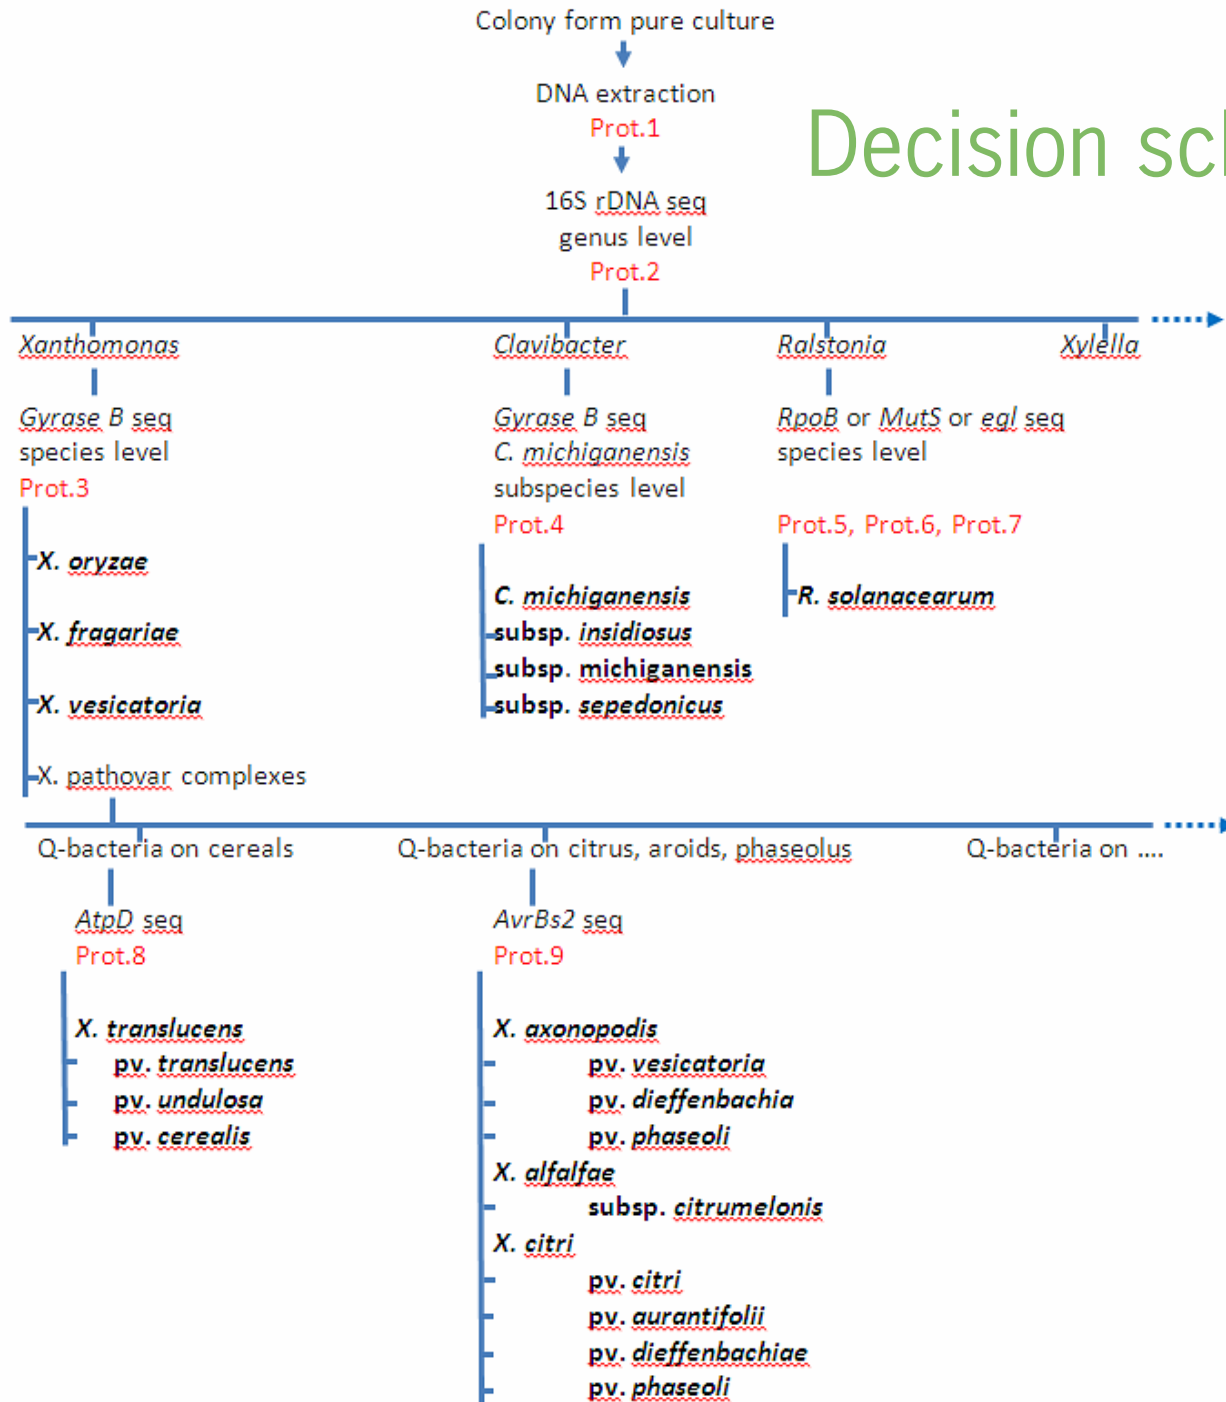 Colony form pure culture
DNA extraction
Prot.1
Decision scl
16S rDNA seq
genus level
Prot.2
Xanthomonas
Clavibacter
Ralstonia
Xylella
Gyrase B seq
species level
Prot.3
X. oryzae
X. fragariae
X. vesicatoria
X. pathovar complexes
Gyrase B seq
C. michiganensis
subspecies level
Prot.4
C. michiganensis
subsp. insidiosus
subsp. michiganensis
subsp. sepedonicus
RpoB or MutS or egl seq
species level
Prot.5, Prot.6, Prot.7
R. solanacearum
Q-bacteria on cereals
Q-bacteria on citrus, aroids, phaseolus
Q-bacteria on ....
AtpD seq
Prot.8
X. translucens
pv. translucens
pv. undulosa
pv. cerealis
AvrBs2 seq
Prot.9
X. axonopodis
pv. vesicatoria
pv. dieffenbachia
pv. phaseoli
X. alfalfae
subsp. citrumelonis
X. citri
pv. citri
pv. aurantifolii
pv. dieffenbachiae
pv. phaseoli